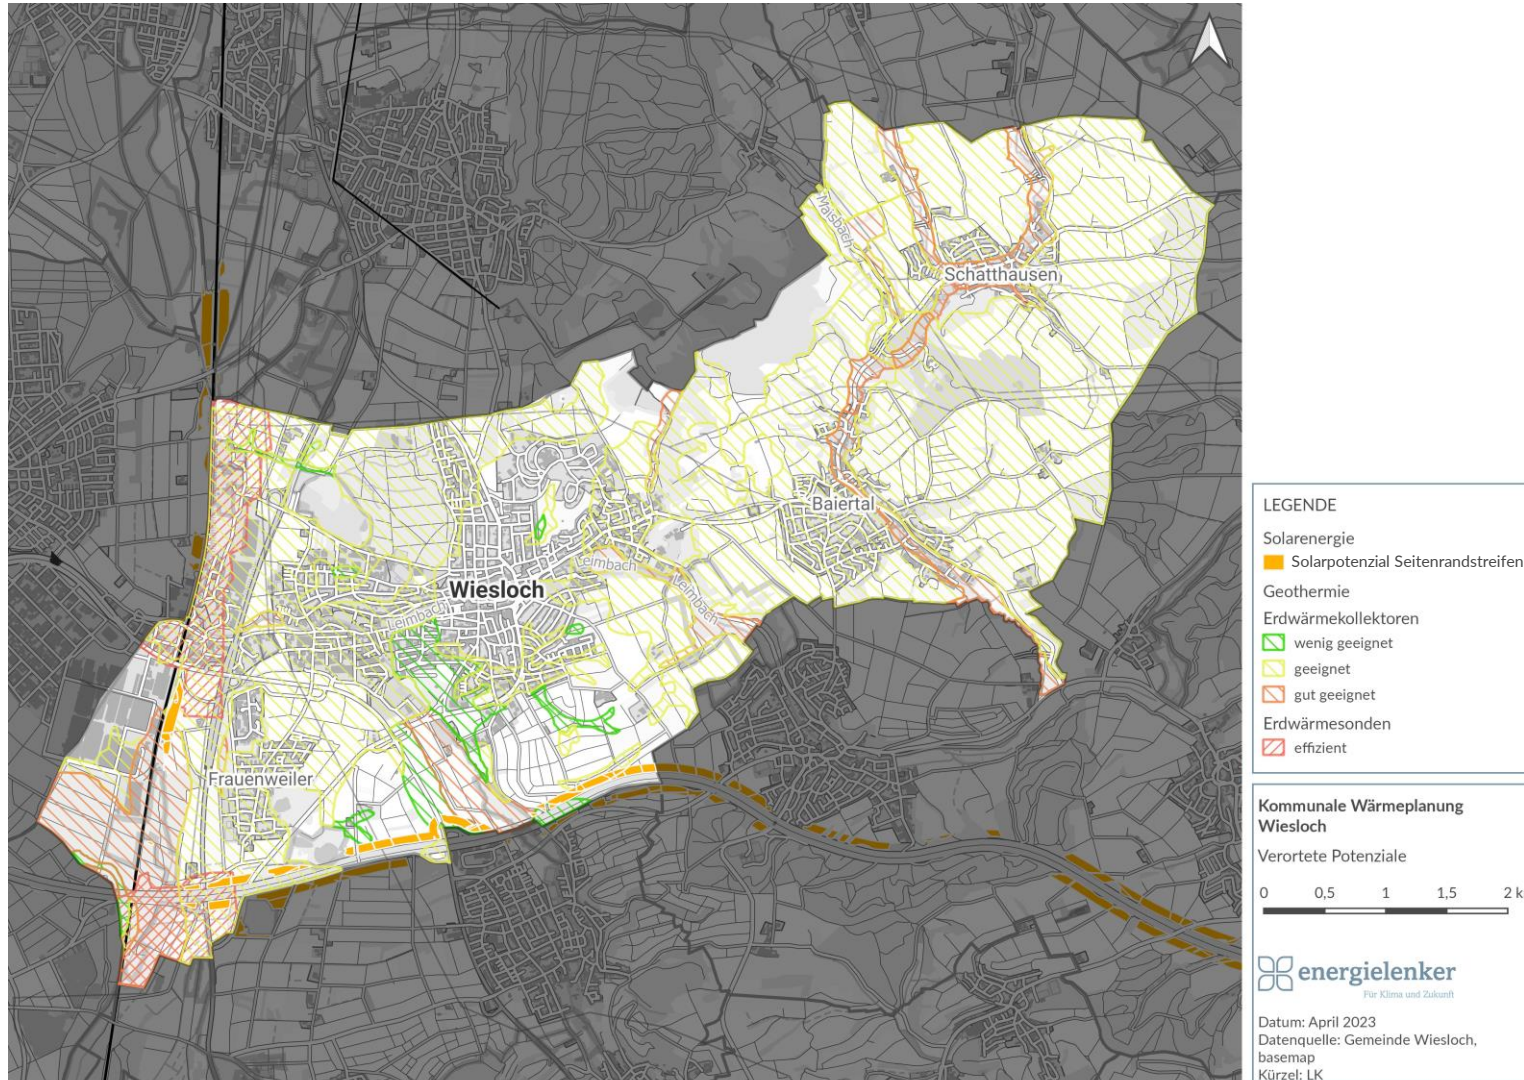 Maisbach
Schatthausen
Baiertal
Leimbach
Wiesloch
Leimbach
Leimbach
Frauenweiler
LEGENDE
Solarenergie
Solarpotenzial Seitenrandstreifen
Geothermie
Erdwärmekollektoren
wenig geeignet
geeignet
gut geeignet
Erdwärmesonden
effizient
Kommunale Wärmeplanung
Wiesloch
Verortete Potenziale
0 0,5 1 1,5 2 k
energielenker
Für Klima und Zukunft
Datum: April 2023
Datenquelle: Gemeinde Wiesloch,
basemap
Kürzel: LK